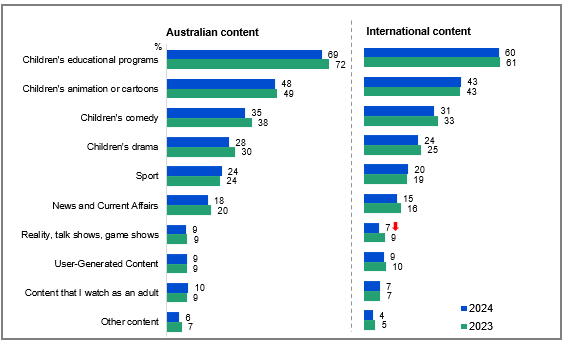 Australian content International content
%
Children's educational programs 69 72 60 61
Children's animation or cartoons 48 49 43 43
Children's comedy 35 38 31 33
Children's drama 28 30 24 25
Sport 24 24 20 19
News and Current Affairs 18 20 15 16
Reality, talk shows, game shows 9 9 7 9
User-Generated Content 9 9 9 10
Content that I watch as an adult 10 9 7 7
Other content 6 7 4 5
2024
2023